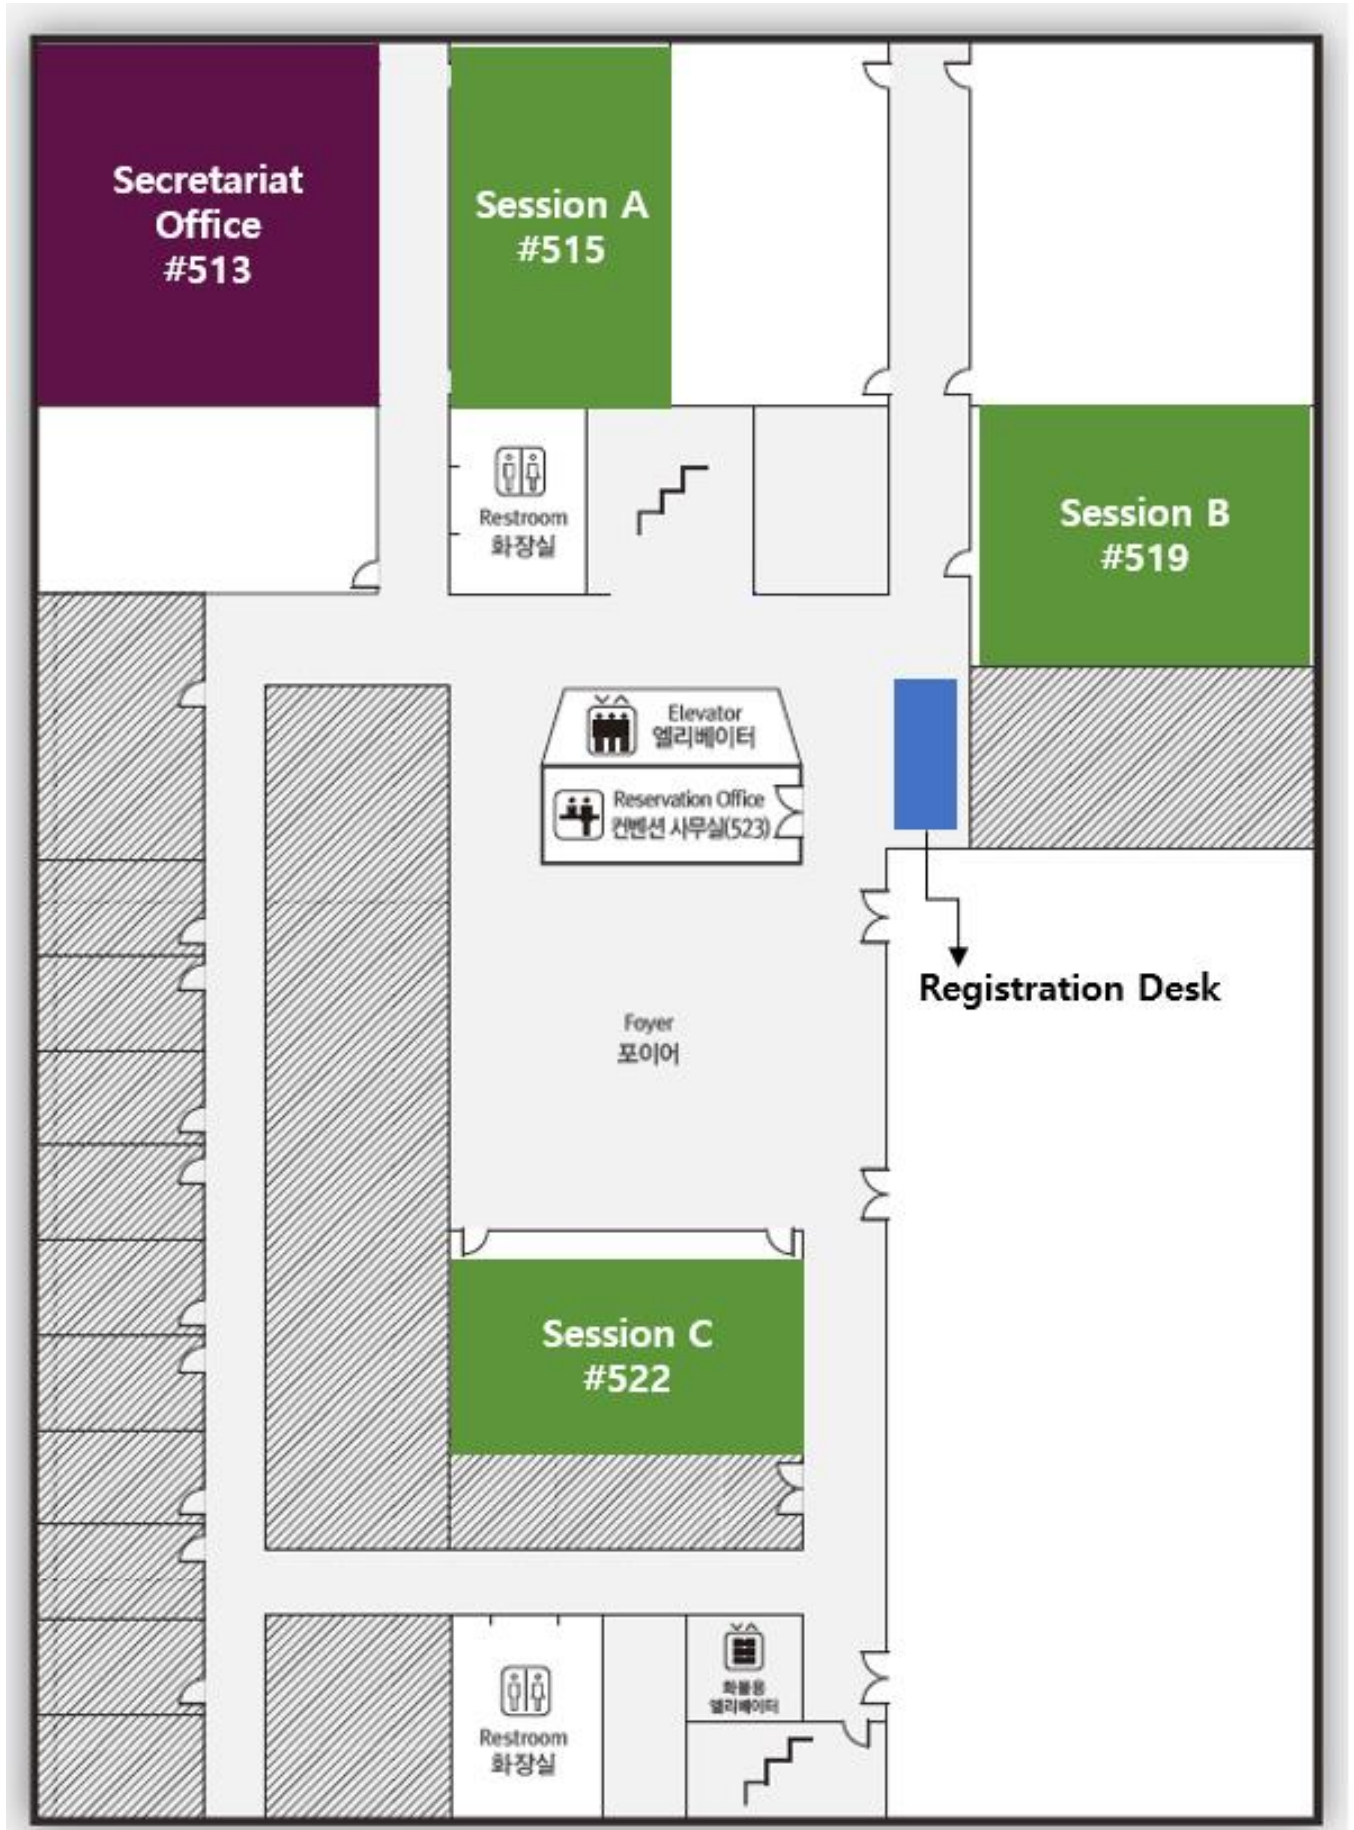 Secretariat
Office
#513
Session A
#515
Restroom
화장실
Session B
#519
Elevator
엘리베이터
Reservation Office
컨벤션 사무실(523)
Registration Desk
Foyer
포이어
Session C
#522
화물용
엘리베이터
Restroom
화장실